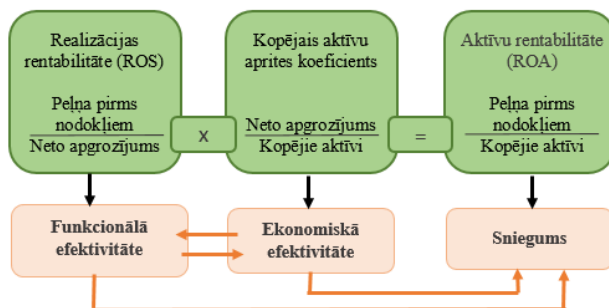 Realizācijas
rentabilitāte (ROS)
Peļņa pirms
nodokļiem
Neto apgrozījums
x
Kopējais aktīvu
aprites koeficients
Neto apgrozījums
Kopējie aktīvi
=
Aktīvu rentabilitāte
(ROA)
Peļņa pirms
nodokļiem
Kopējie aktīvi
Funkcionālā
efektivitāte
Ekonomiskā
efektivitāte
Sniegums